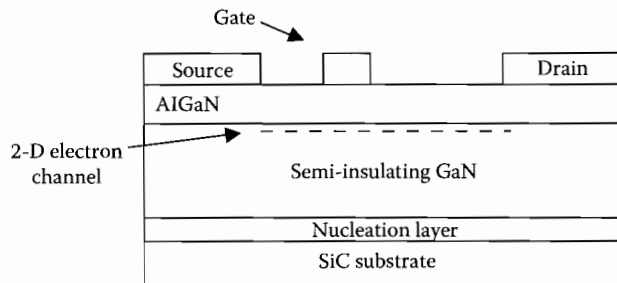 Gate
Source
Drain
AlGaN
2-D electron
channel
Semi-insulating GaN
Nucleation layer
SiC substrate